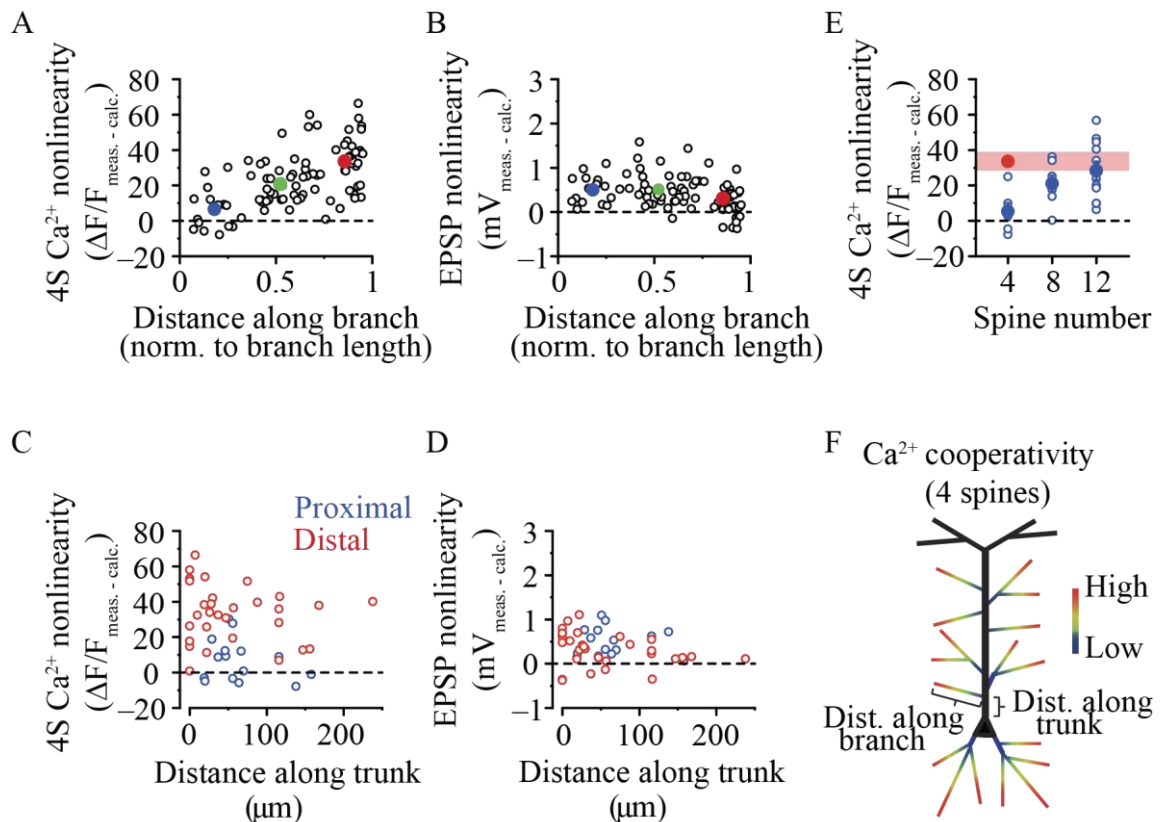 A
4S Ca²⁺ nonlinearity
(ΔF/F meas. - calc.)
80
60
40
20
0
−20
0
0.5
1
Distance along branch
(norm. to branch length)
B
EPSP nonlinearity
(mV meas. - calc.)
3
2
1
0
−1
0
0.5
1
Distance along branch
(norm. to branch length)
E
4S Ca²⁺ nonlinearity
(ΔF/F meas. - calc.)
80
60
40
20
0
−20
4
8
12
Spine number
C
4S Ca²⁺ nonlinearity
(ΔF/F meas. - calc.)
80
60
40
20
0
−20
Proximal
Distal
0
100
200
Distance along trunk
(μm)
D
EPSP nonlinearity
(mV meas. - calc.)
3
2
1
0
−1
0
100
200
Distance along trunk
(μm)
F
Ca²⁺ cooperativity
(4 spines)
High
Low
Dist. along
branch
Dist. along
trunk